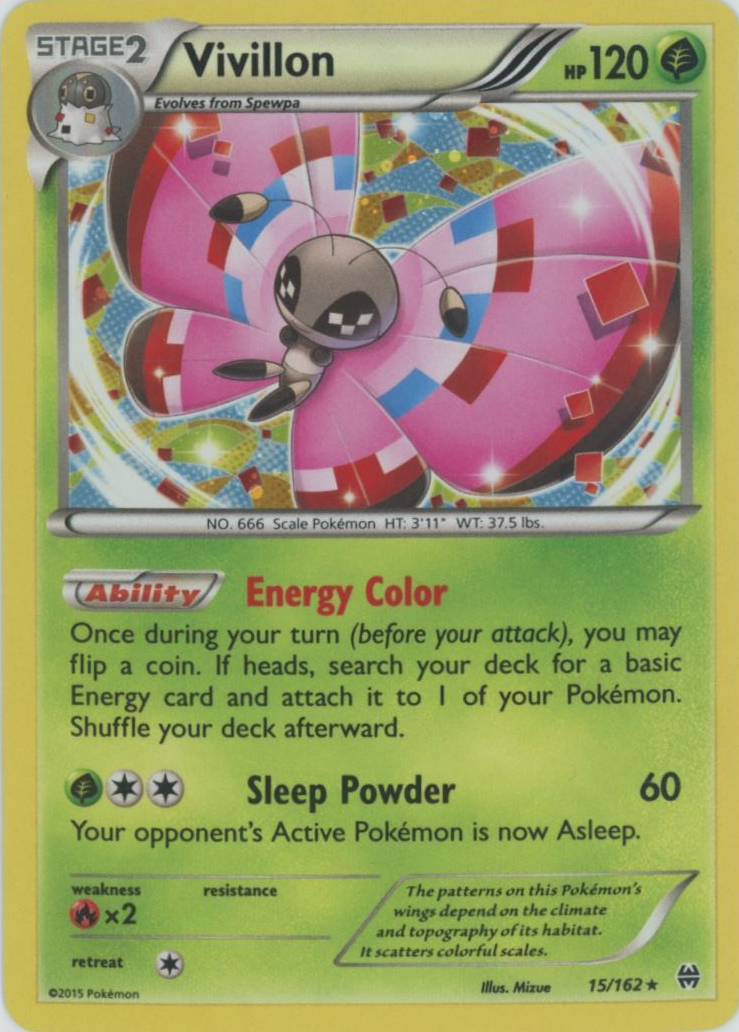 STAGE2
Vivillon
HP 120
Evolves from Spewpa
NO. 666 Scale Pokémon HT: 3'11" WT: 37.5 lbs.
Ability Energy Color
Once during your turn (before your attack), you may
flip a coin. If heads, search your deck for a basic
Energy card and attach it to 1 of your Pokémon.
Shuffle your deck afterward.
Sleep Powder 60
Your opponent's Active Pokémon is now Asleep.
weakness resistance
x2
retreat
The patterns on this Pokémon's
wings depend on the climate
and topography of its habitat.
It scatters colorful scales.
©2015 Pokémon
Illus. Mizue 15/162 ★